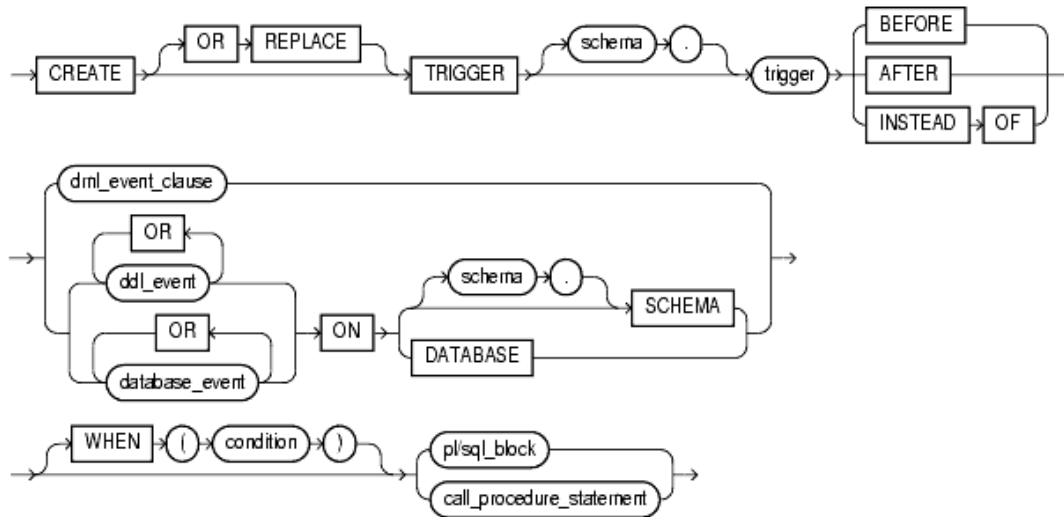 OR REPLACE schema . BEFORE
CREATE TRIGGER trigger AFTER
INSTEAD OF
dml_event_clause
OR
ddl_event schema .
OR ON SCHEMA
database_event DATABASE
WHEN ( condition ) pl/sql_block
call_procedure_statement